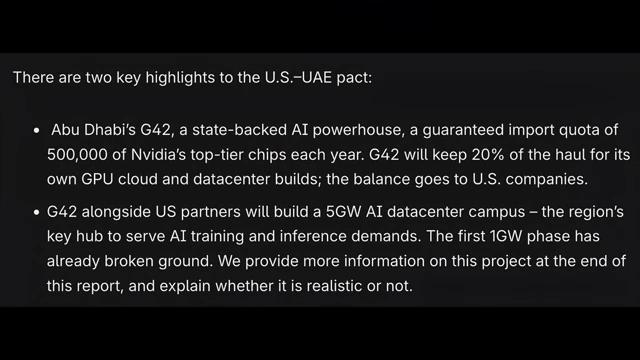 There are two key highlights to the U.S.–UAE pact:
• Abu Dhabi's G42, a state-backed AI powerhouse, a guaranteed import quota of
500,000 of Nvidia's top-tier chips each year. G42 will keep 20% of the haul for its
own GPU cloud and datacenter builds; the balance goes to U.S. companies.
• G42 alongside US partners will build a 5GW AI datacenter campus – the region's
key hub to serve AI training and inference demands. The first 1GW phase has
already broken ground. We provide more information on this project at the end of
this report, and explain whether it is realistic or not.